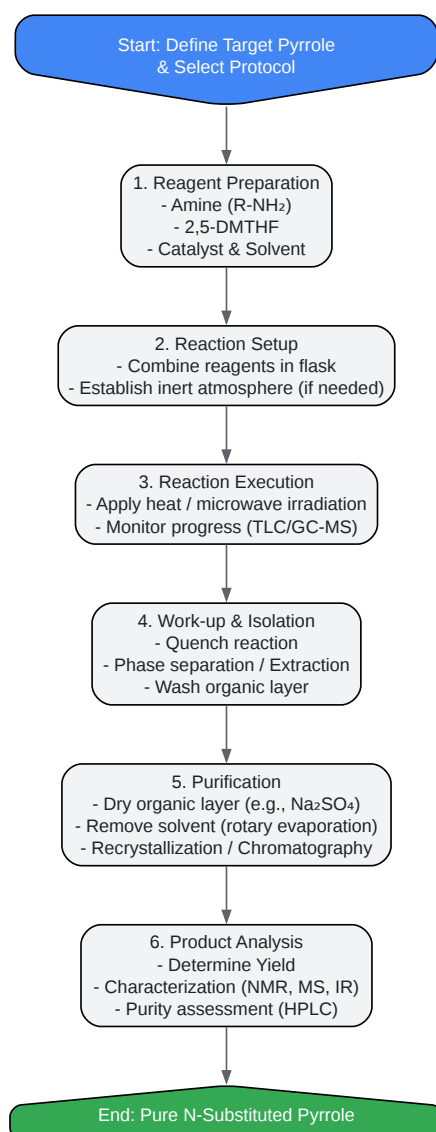 Start: Define Target Pyrrole
& Select Protocol
1. Reagent Preparation
- Amine (R-NH₂)
- 2,5-DMTHF
- Catalyst & Solvent
2. Reaction Setup
- Combine reagents in flask
- Establish inert atmosphere (if needed)
3. Reaction Execution
- Apply heat / microwave irradiation
- Monitor progress (TLC/GC-MS)
4. Work-up & Isolation
- Quench reaction
- Phase separation / Extraction
- Wash organic layer
5. Purification
- Dry organic layer (e.g., Na₂SO₄)
- Remove solvent (rotary evaporation)
- Recrystallization / Chromatography
6. Product Analysis
- Determine Yield
- Characterization (NMR, MS, IR)
- Purity assessment (HPLC)
End: Pure N-Substituted Pyrrole